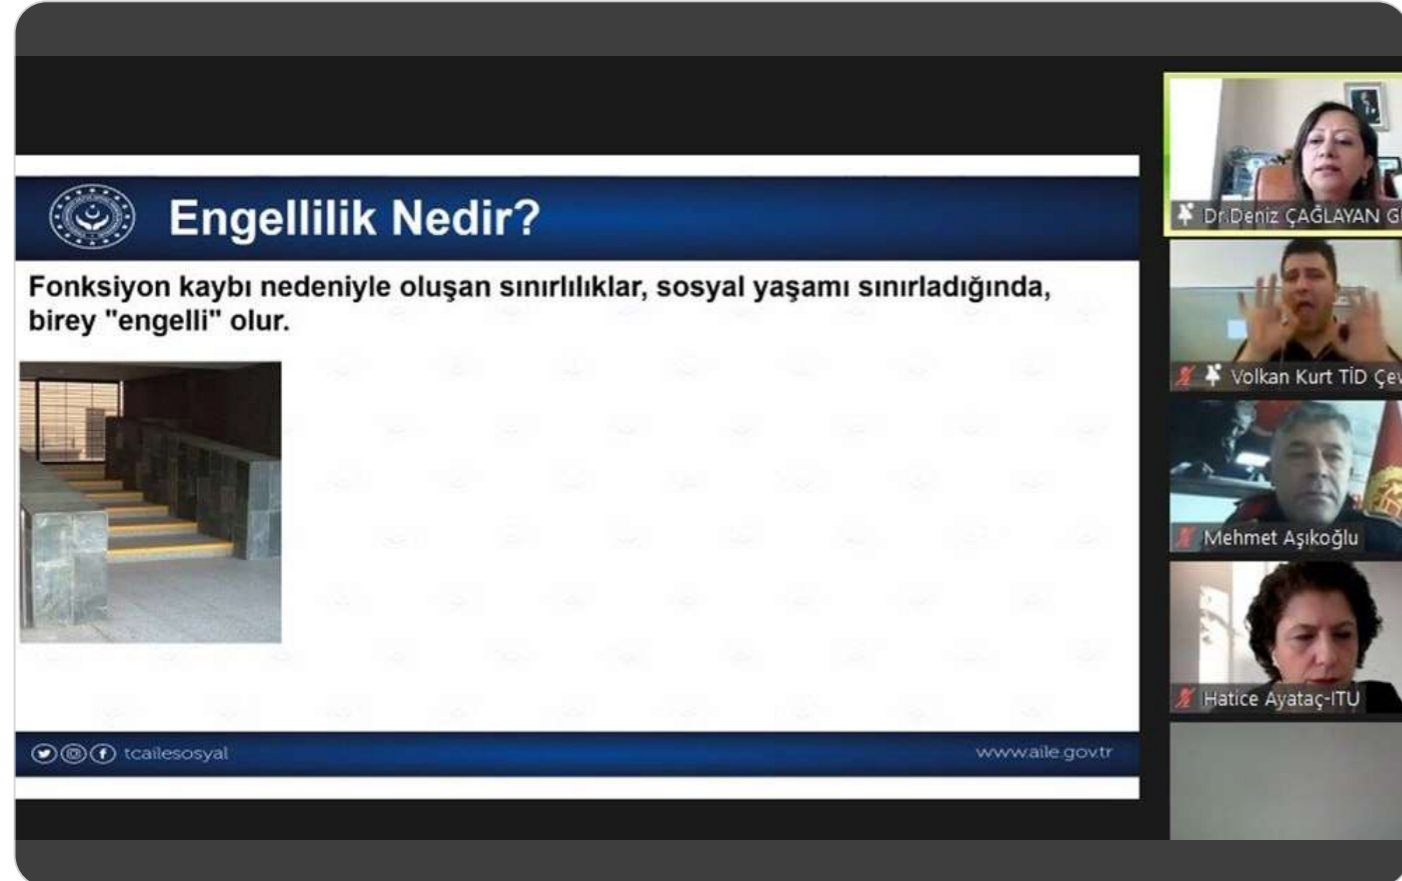 Engellilik Nedir?
Fonksiyon kaybı nedeniyle oluşan sınırlılıklar, sosyal yaşamı sınırladığında,
birey "engelli" olur.
tcailesosyal
www.aile.gov.tr
Dr.Deniz ÇAĞLAYAN
Volkan Kurt TİD
Mehmet Aşıkoğlu
Hatice Ayataç-ITU